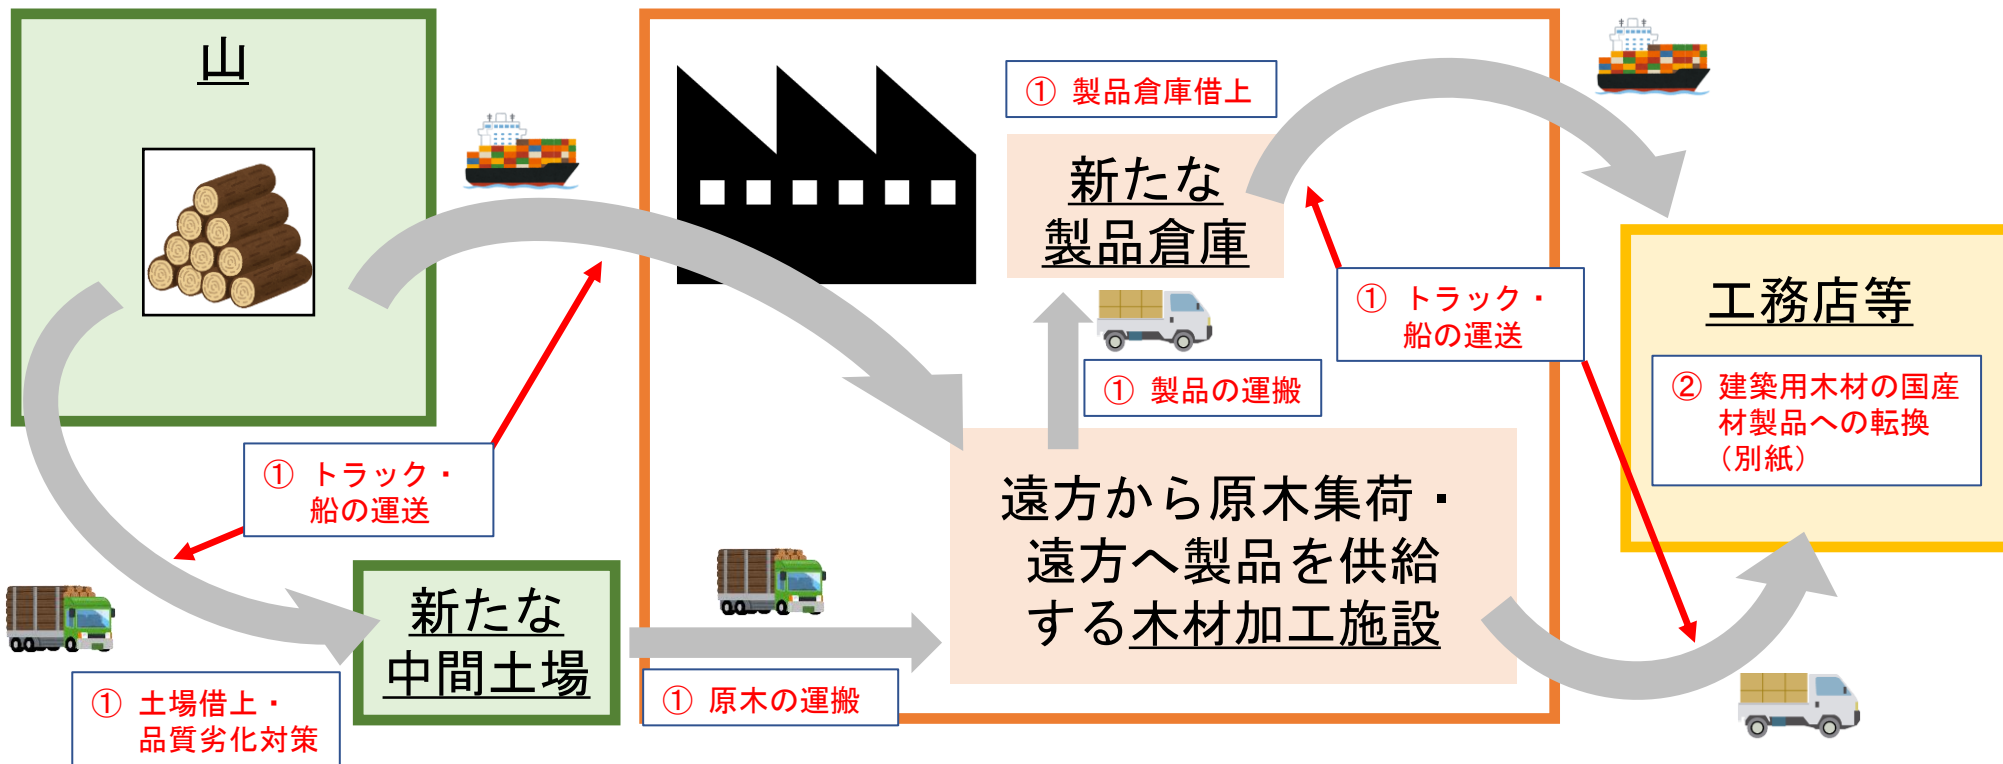 山
① トラック・
船の運送
① 土場借上・
品質劣化対策
新たな
中間土場
① 原木の運搬
① 製品倉庫借上
新たな
製品倉庫
① 製品の運搬
遠方から原木集荷・
遠方へ製品を供給
する木材加工施設
① トラック・
船の運送
工務店等
② 建築用木材の国産
材製品への転換
（別紙）